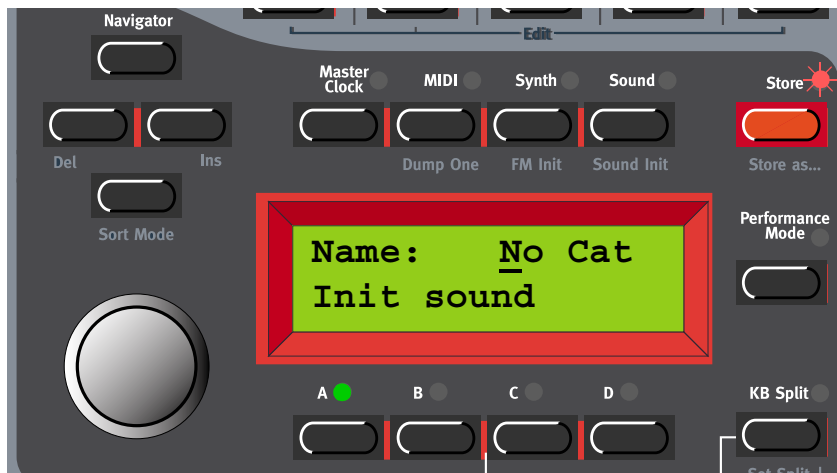 Edit
Navigator
Master
Clock
MIDI
Synth
Sound
Store
Del
Ins
Dump One
FM Init
Sound Init
Store as...
Sort Mode
Performance
Mode
Name: No Cat
Init sound
A
B
C
D
KB Split